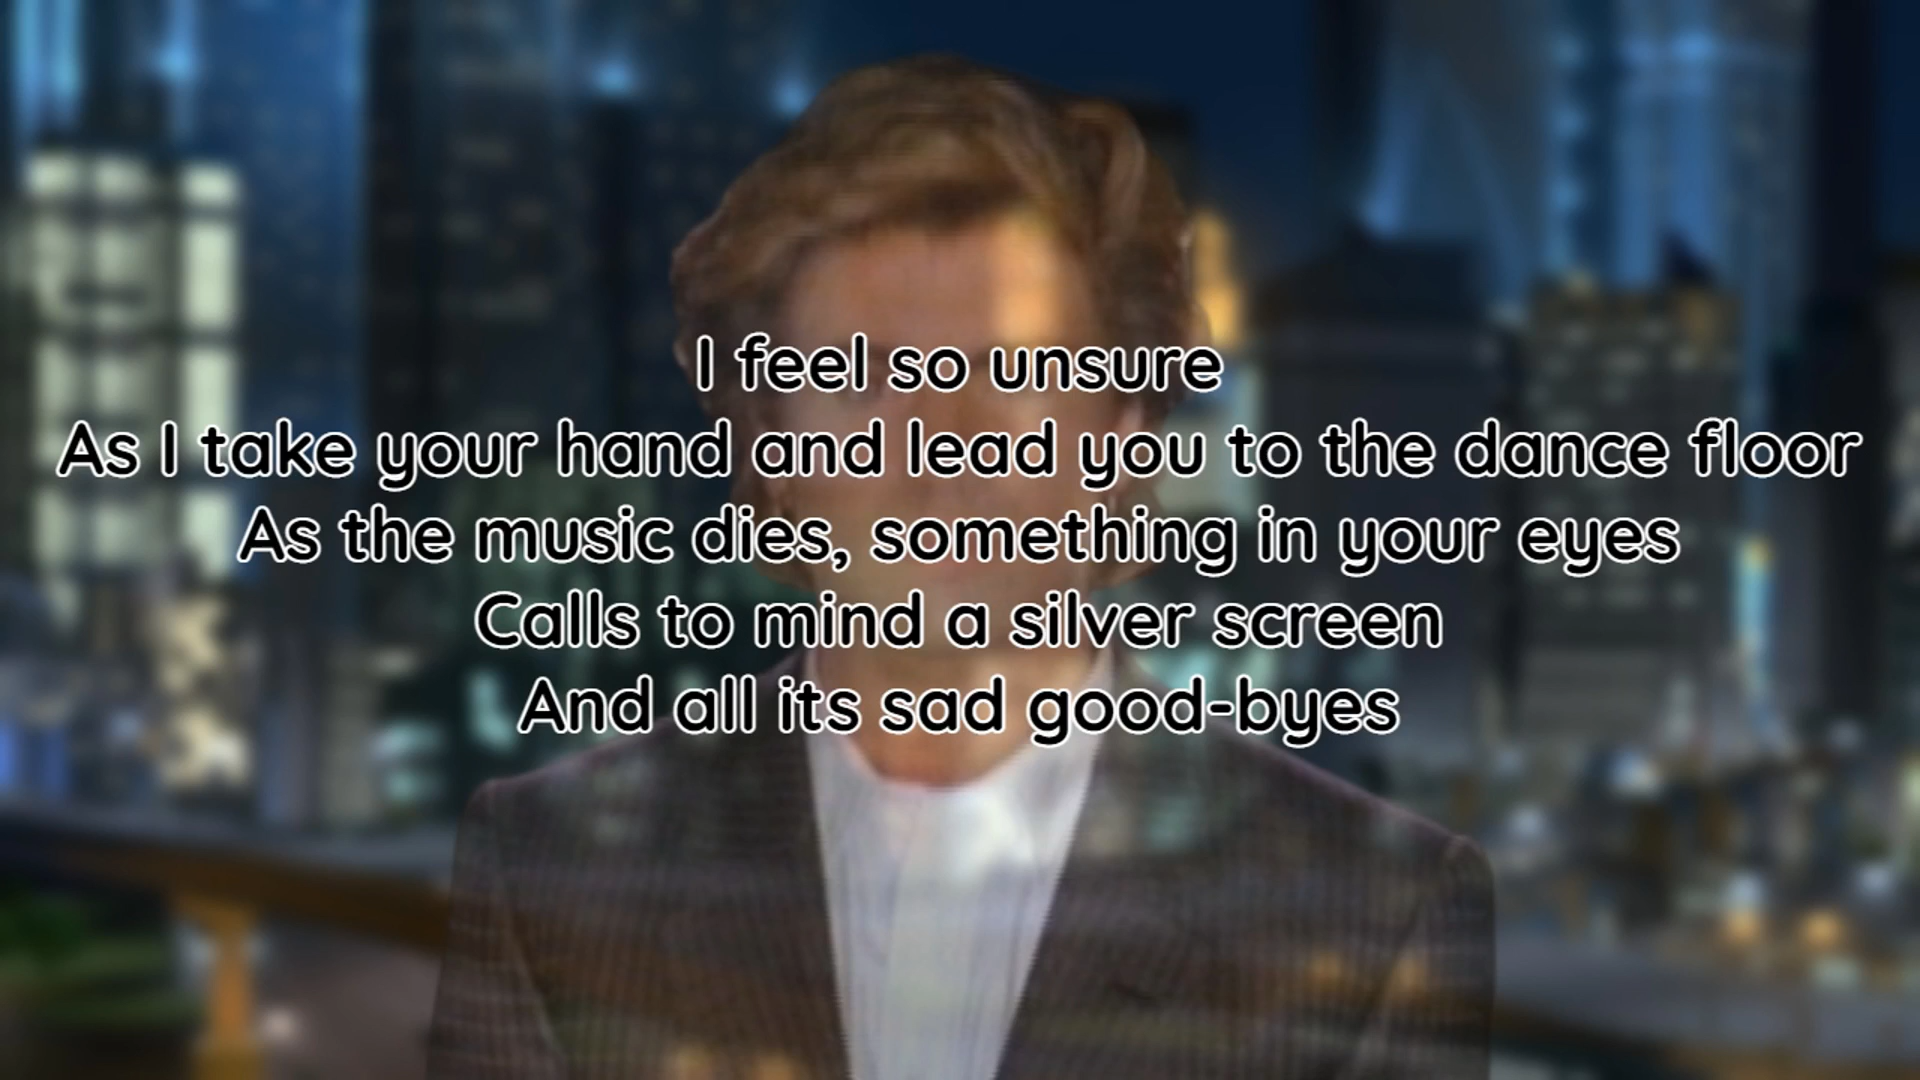 I feel so unsure
As I take your hand and lead you to the dance floor
As the music dies, something in your eyes
Calls to mind a silver screen
And all its sad good-byes